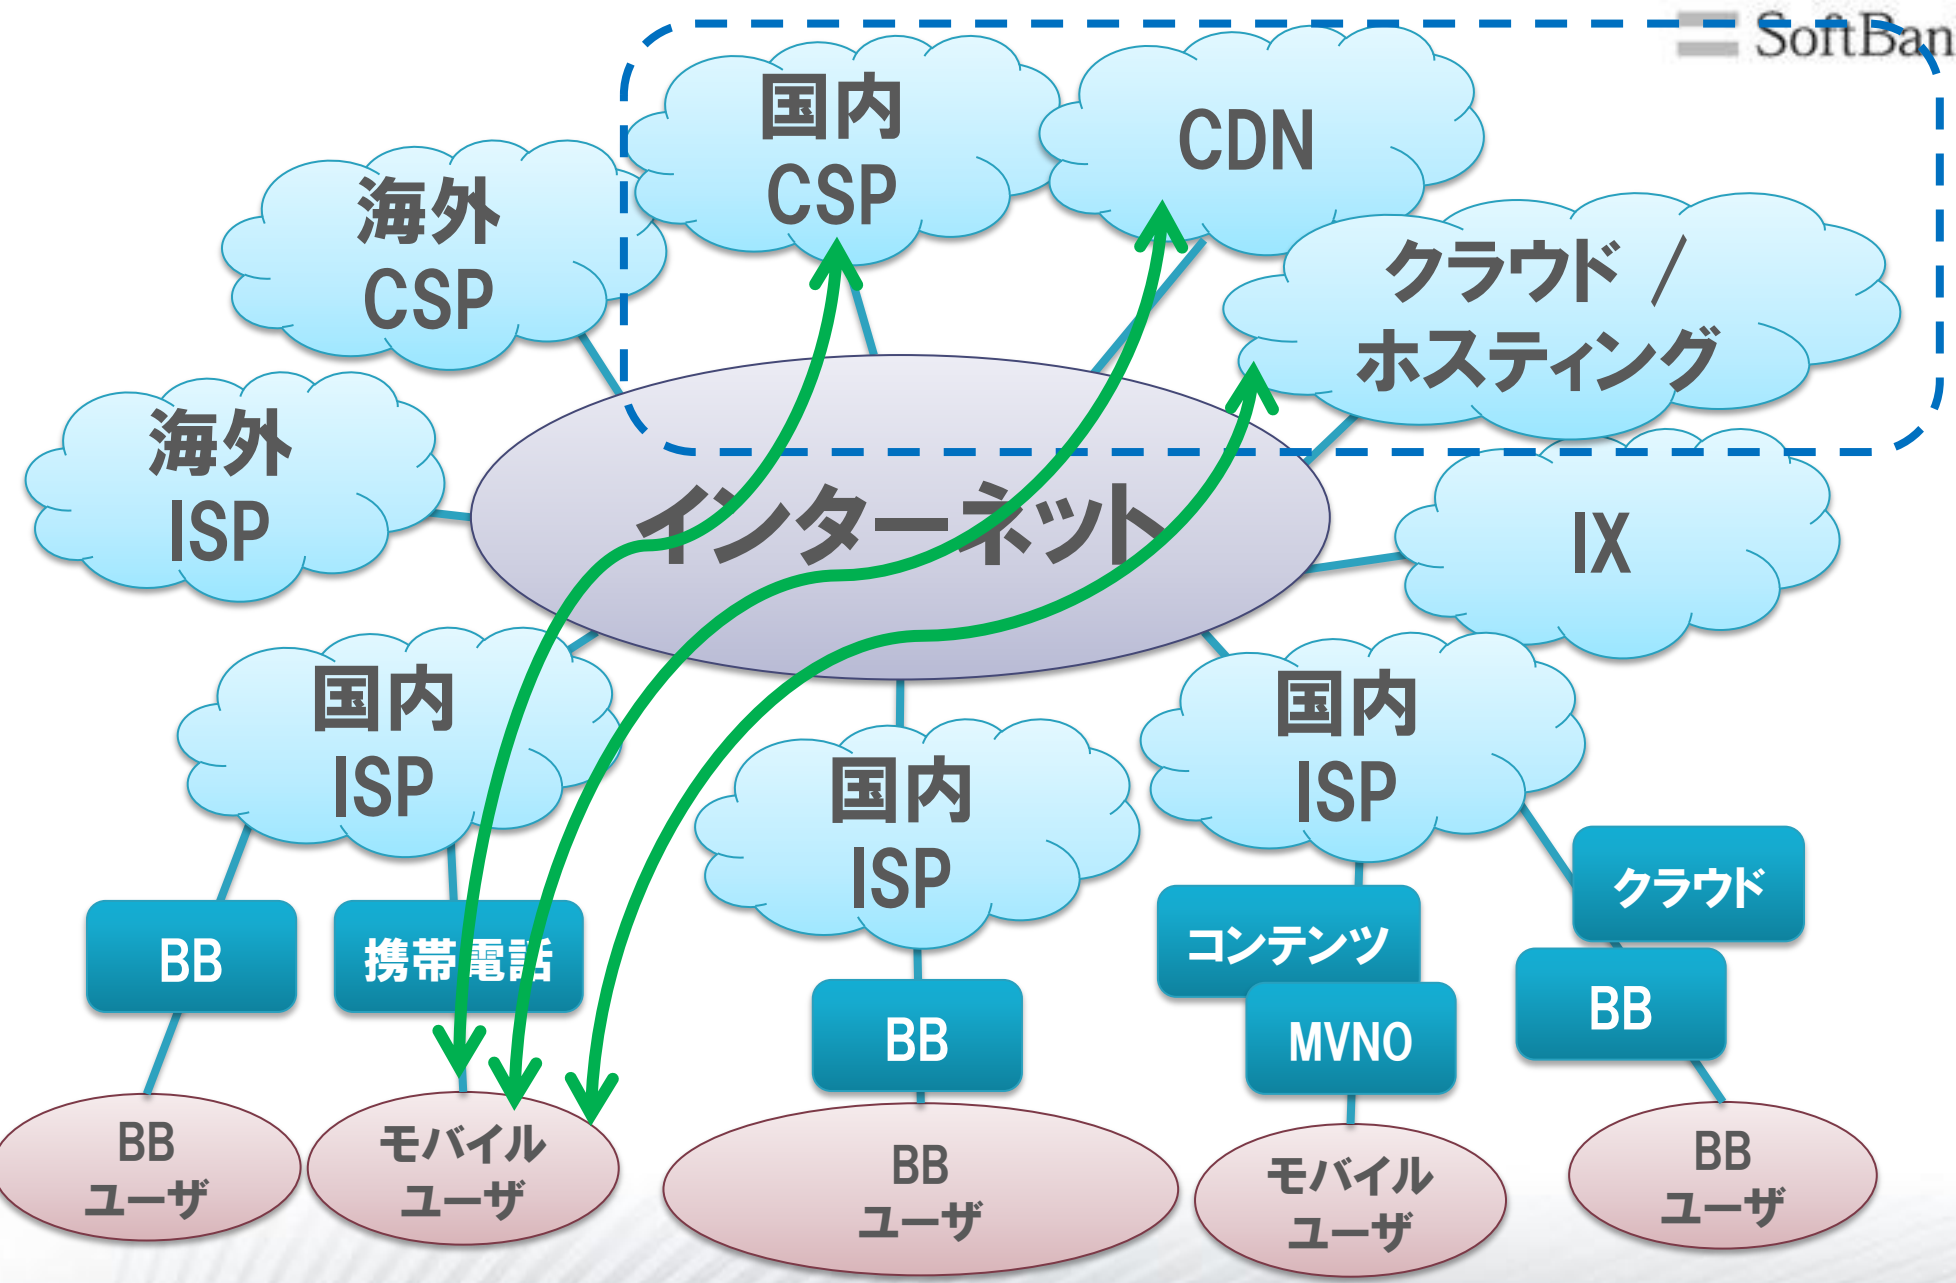 SoftBan
国内
CSP
CDN
海外
CSP
クラウド /
ホスティング
海外
ISP
インターネット
IX
国内
ISP
国内
ISP
国内
ISP
BB
携帯電話
BB
コンテンツ
MVNO
クラウド
BB
BB
ユーザ
モバイル
ユーザ
BB
ユーザ
モバイル
ユーザ
BB
ユーザ